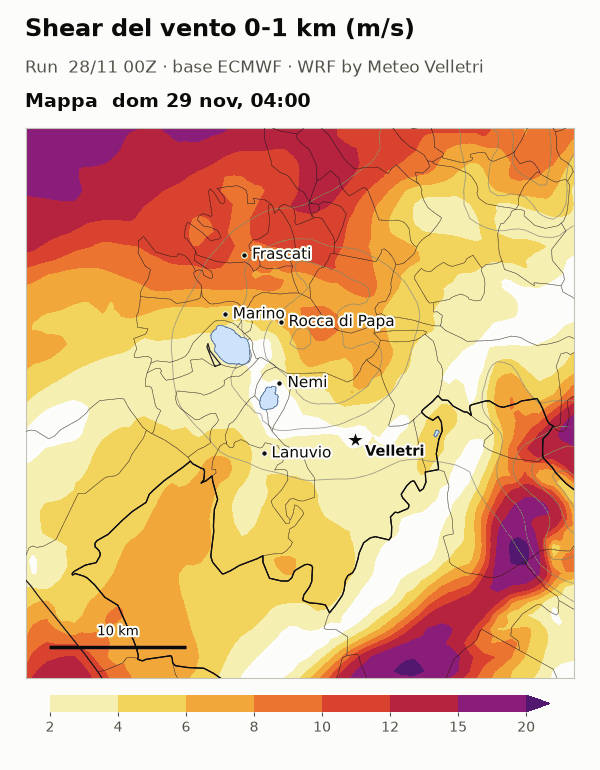 Shear del vento 0-1 km (m/s)
Run  28/11 00Z · base ECMWF · WRF by Meteo Velletri
Mappa  dom 29 nov, 04:00
Frascati
Marino
Rocca di Papa
Nemi
Lanuvio
Velletri
10 km
2 4 6 8 10 12 15 20